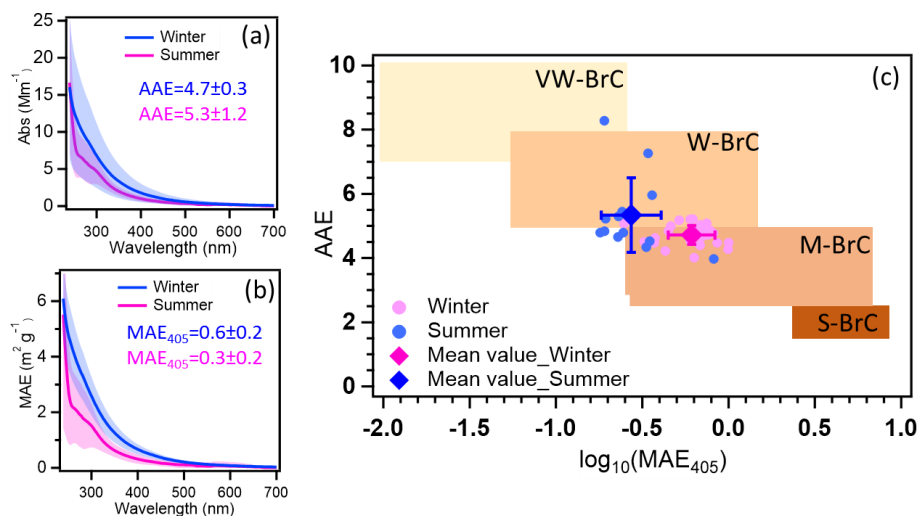 (a)
25
20
15
10
5
0
Abs (Mm⁻¹)
Winter
Summer
AAE=4.7±0.3
AAE=5.3±1.2
300 400 500 600 700
Wavelength (nm)
(b)
6
4
2
0
MAE (m² g⁻¹)
Winter
Summer
MAE₄₀₅=0.6±0.2
MAE₄₀₅=0.3±0.2
300 400 500 600 700
Wavelength (nm)
(c)
10
8
6
4
2
0
AAE
VW-BrC
W-BrC
M-BrC
S-BrC
Winter
Summer
Mean value_Winter
Mean value_Summer
-2.0 -1.5 -1.0 -0.5 0.0 0.5 1.0
log₁₀(MAE₄₀₅)